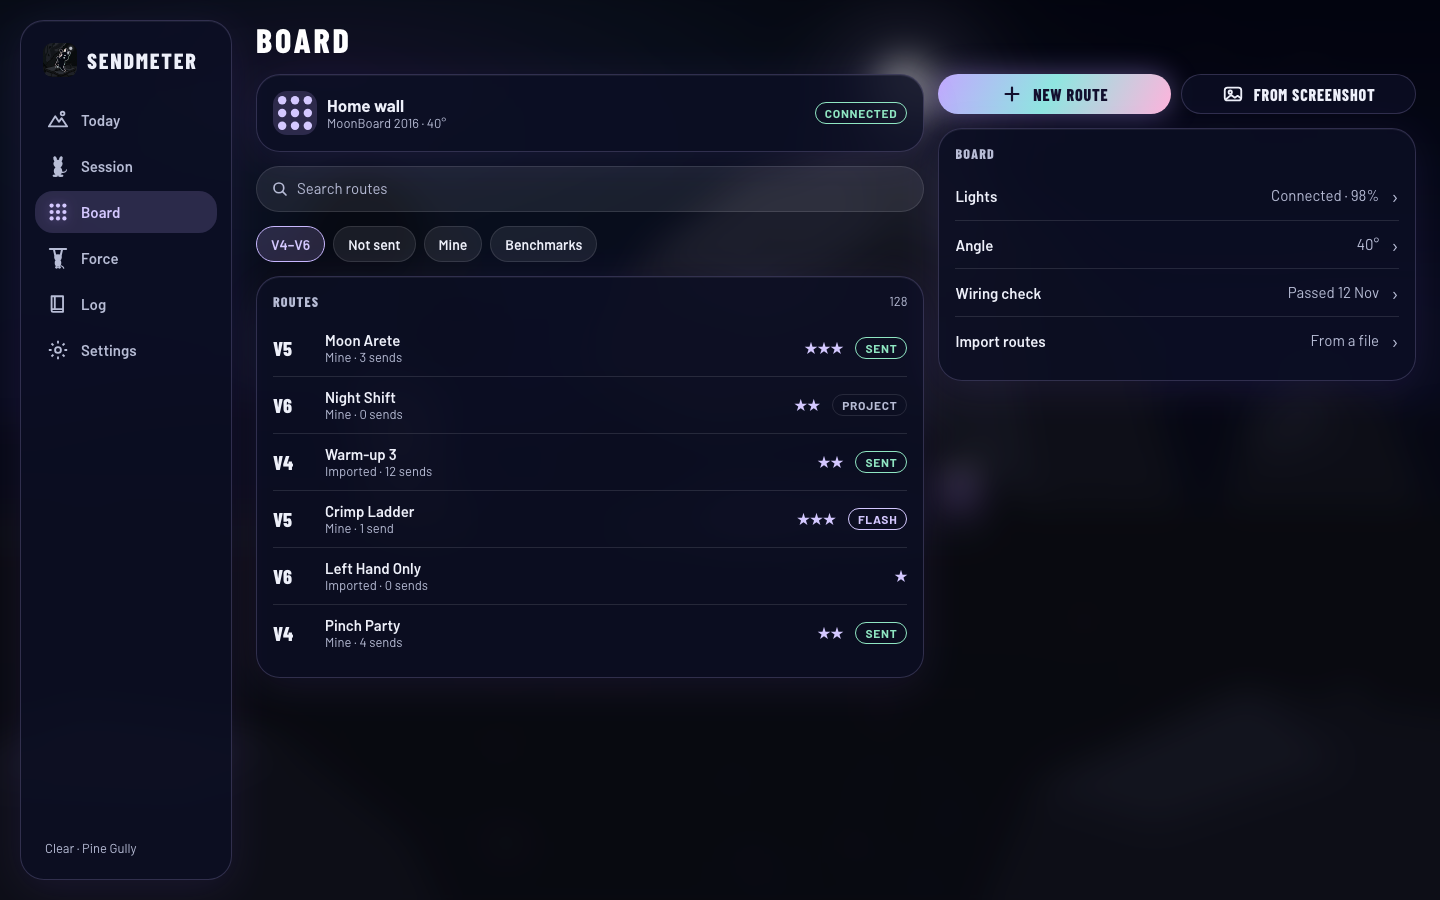 SENDMETER
Today
Session
Board
Force
Log
Settings
Clear · Pine Gully
BOARD
Home wall
MoonBoard 2016 · 40°
CONNECTED
Search routes
V4–V6
Not sent
Mine
Benchmarks
ROUTES
128
V5
Moon Arete
Mine · 3 sends
★★★
SENT
V6
Night Shift
Mine · 0 sends
★★
PROJECT
V4
Warm-up 3
Imported · 12 sends
★★
SENT
V5
Crimp Ladder
Mine · 1 send
★★★
FLASH
V6
Left Hand Only
Imported · 0 sends
★
V4
Pinch Party
Mine · 4 sends
★★
SENT
NEW ROUTE
FROM SCREENSHOT
BOARD
Lights
Connected · 98% ›
Angle
40° ›
Wiring check
Passed 12 Nov ›
Import routes
From a file ›